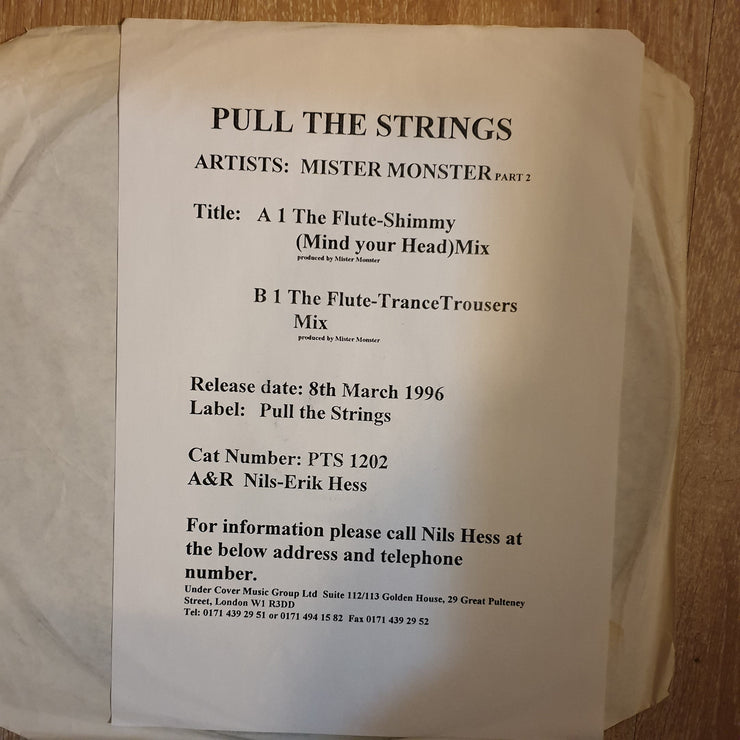 PULL THE STRINGS
ARTISTS: MISTER MONSTER PART 2
Title: A 1 The Flute-Shimmy
(Mind your Head)Mix
produced by Mister Monster
B 1 The Flute-TranceTrousers
Mix
produced by Mister Monster
Release date: 8th March 1996
Label: Pull the Strings
Cat Number: PTS 1202
A&R Nils-Erik Hess
For information please call Nils Hess at
the below address and telephone
number.
Under Cover Music Group Ltd Suite 112/113 Golden House, 29 Great Pulteney
Street, London W1 R3DD
Tel: 0171 439 29 51 or 0171 494 15 82 Fax 0171 439 29 52